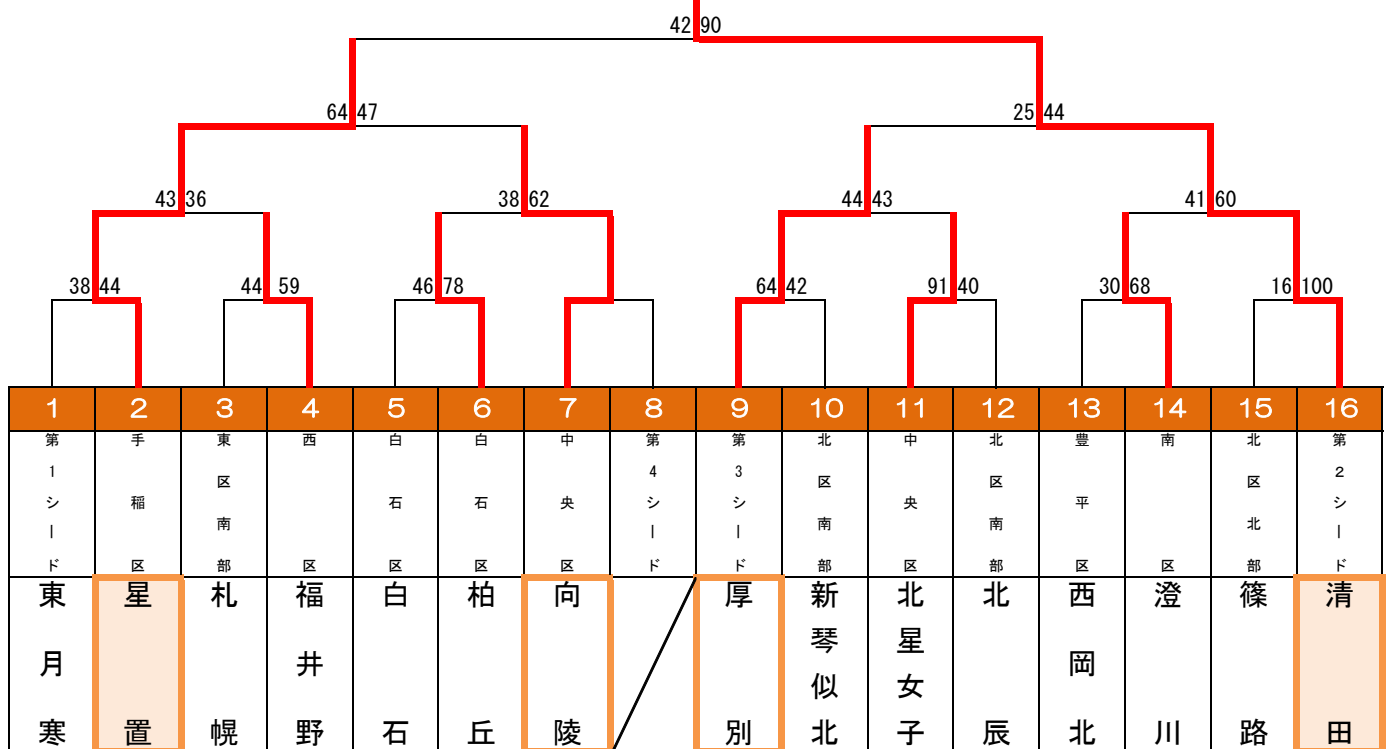 42 90
64 47
25 44
43 36
38 62
44 43
41 60
38 44
44 59
46 78
64 42
91 40
30 68
16 100
1 2 3 4 5 6 7 8 9 10 11 12 13 14 15 16
第1シード
手稲区
東区南部
西区
白石区
白石区
中央区
第4シード
第3シード
北区南部
中央区
北区南部
豊平区
南区
北区北部
第2シード
東月寒
星置
札幌
福井野
白石
柏丘
向陵
厚別
新琴似北
北星女子
北辰
西岡北
澄川
篠路
清田